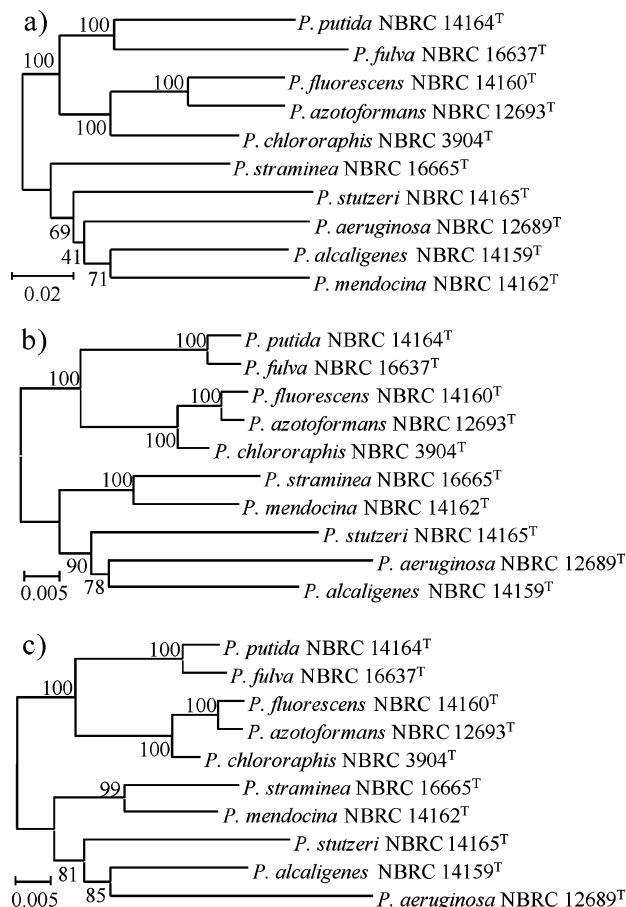 a)
100
P. putida NBRC 14164T
P. fulva NBRC 16637T
100
100
P. fluorescens NBRC 14160T
P. azotoformans NBRC 12693T
100
P. chlororaphis NBRC 3904T
P. straminea NBRC 16665T
P. stutzeri NBRC 14165T
69
P. aeruginosa NBRC 12689T
41
P. alcaligenes NBRC 14159T
71
P. mendocina NBRC 14162T
0.02
b)
100
P. putida NBRC 14164T
P. fulva NBRC 16637T
100
100
P. fluorescens NBRC 14160T
P. azotoformans NBRC 12693T
100
P. chlororaphis NBRC 3904T
100
P. straminea NBRC 16665T
P. mendocina NBRC 14162T
P. stutzeri NBRC 14165T
90
P. aeruginosa NBRC 12689T
78
P. alcaligenes NBRC 14159T
0.005
c)
100
P. putida NBRC 14164T
P. fulva NBRC 16637T
100
100
P. fluorescens NBRC 14160T
P. azotoformans NBRC 12693T
100
P. chlororaphis NBRC 3904T
99
P. straminea NBRC 16665T
P. mendocina NBRC 14162T
P. stutzeri NBRC 14165T
81
P. alcaligenes NBRC 14159T
85
P. aeruginosa NBRC 12689T
0.005